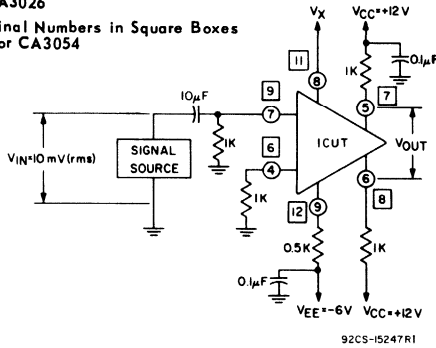 CA3026
inal Numbers in Square Boxes
or CA3054
VX
VCC=+12V
0.1μF
11
8
1K
10μF
9
7
5
7
1K
ICUT
VOUT
VIN=10mV(rms)
SIGNAL
SOURCE
6
4
6
8
1K
12
9
0.5K
1K
0.1μF
VEE=-6V
VCC=+12V
92CS-15247R1